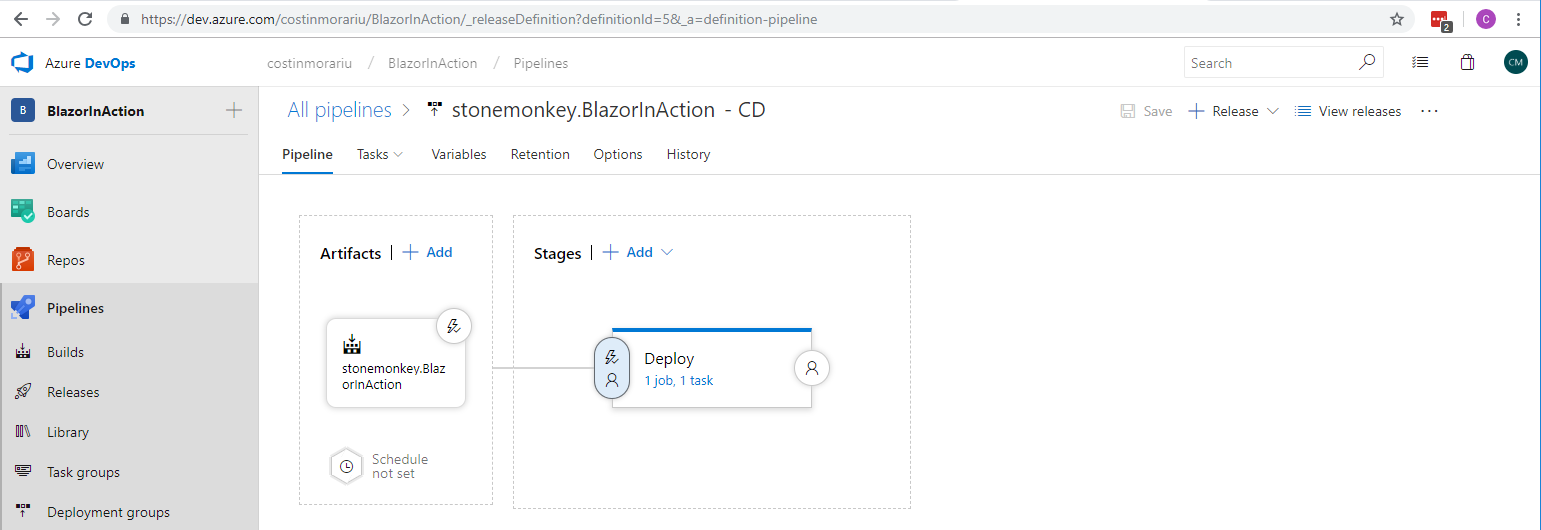 https://dev.azure.com/costinmorariu/BlazorInAction/_releaseDefinition?definitionId=5&_a=definition-pipeline
2
C
Azure DevOps
costinmorariu / BlazorInAction / Pipelines
Search
CM
B
BlazorInAction
All pipelines > stonemonkey.BlazorInAction - CD
Save
Release
View releases
...
Overview
Boards
Repos
Pipelines
Builds
Releases
Library
Task groups
Deployment groups
Pipeline
Tasks
Variables
Retention
Options
History
Artifacts | + Add
Stages | + Add
stonemonkey.Blaz
orInAction
Deploy
1 job, 1 task
Schedule
not set